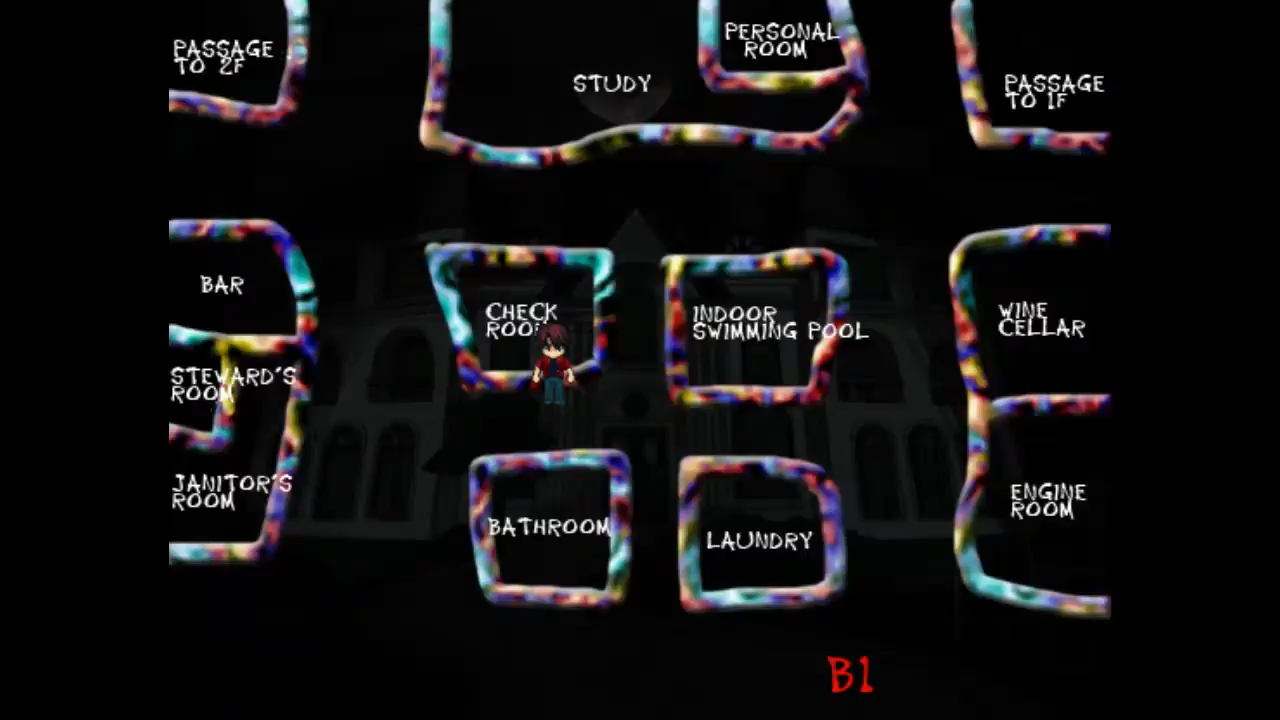 PERSONAL
ROOM
PASSAGE
TO 2F
STUDY
PASSAGE
TO 1F
BAR
CHECK
ROOM
INDOOR
SWIMMING POOL
WINE
CELLAR
STEWARD'S
ROOM
JANITOR'S
ROOM
ENGINE
ROOM
BATHROOM
LAUNDRY
B1